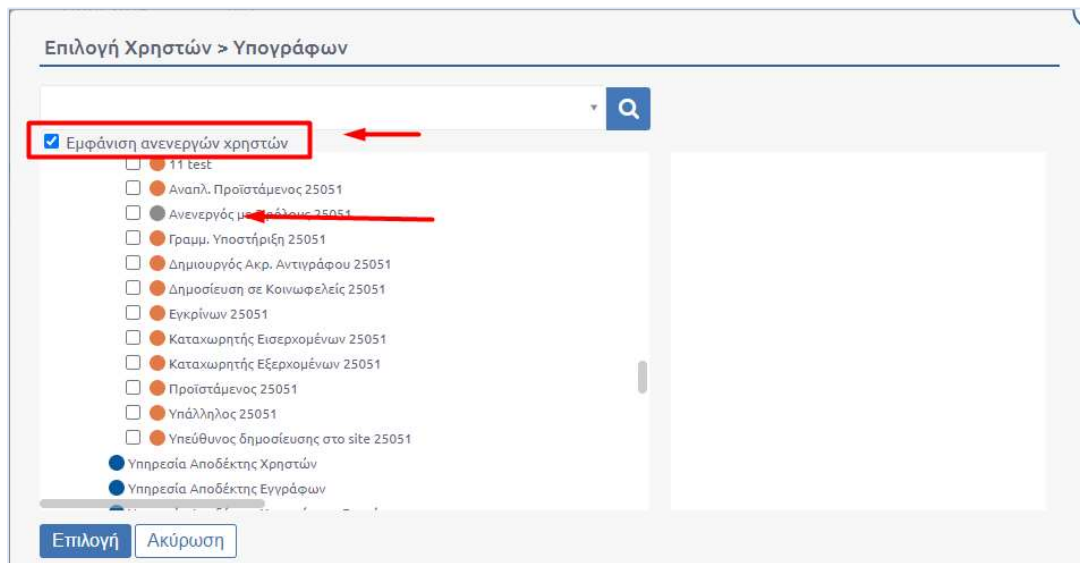 Επιλογή Χρηστών > Υπογράφων
Εμφάνιση ανενεργών χρηστών
11 test
Αναπλ. Προϊστάμενος 25051
Ανενεργός 25051
Γραμμ. Υποστήριξη 25051
Δημιουργός Ακρ. Αντιγράφου 25051
Δημοσίευση σε Κοινωφελείς 25051
Εγκρίνων 25051
Καταχωρητής Εισερχομένων 25051
Καταχωρητής Εξερχομένων 25051
Προϊστάμενος 25051
Υπάλληλος 25051
Υπεύθυνος δημοσίευσης στο site 25051
Υπηρεσία Αποδέκτης Χρηστών
Υπηρεσία Αποδέκτης Εγγράφων
Επιλογή Ακύρωση